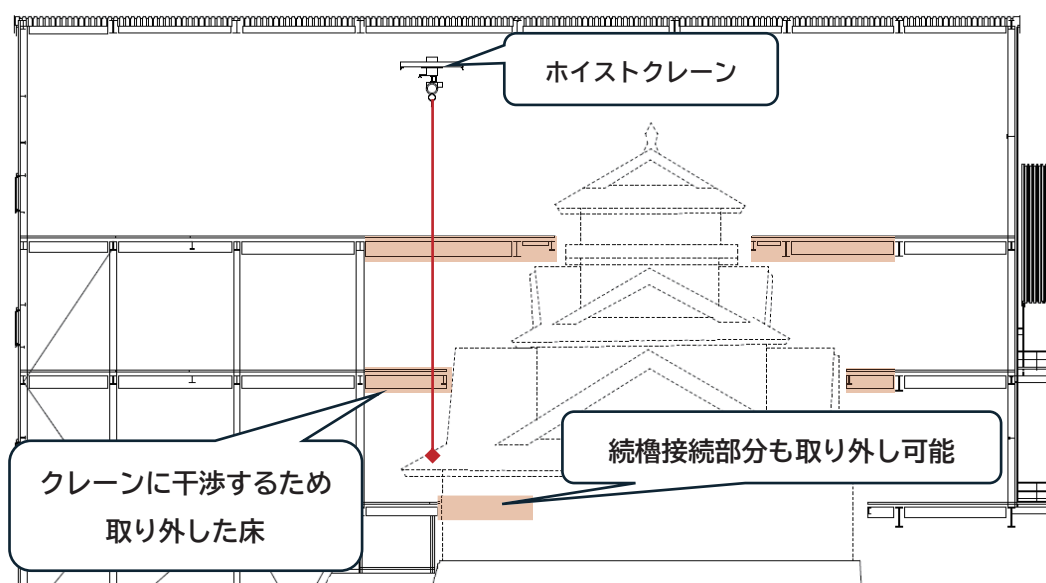 ホイストクレーン
続櫓接続部分も取り外し可能
クレーンに干渉するため
取り外した床